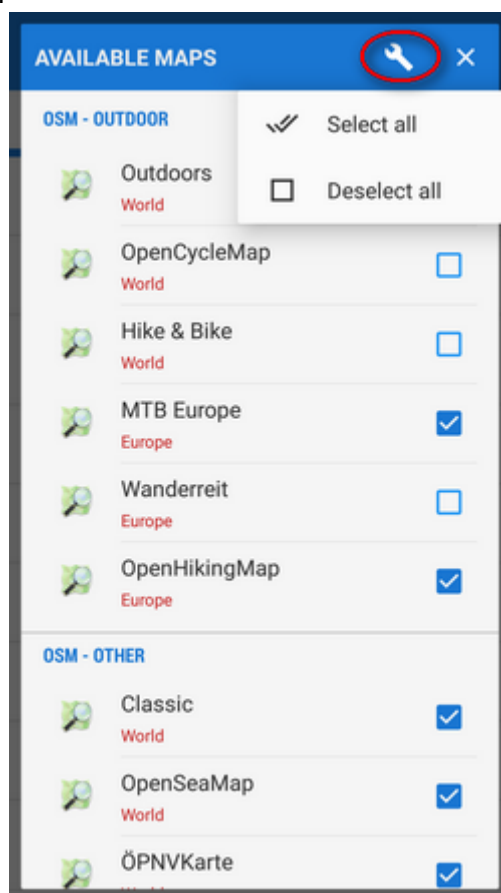 AVAILABLE MAPS
OSM - OUTDOOR
Select all
Outdoors
World
Deselect all
OpenCycleMap
World
Hike & Bike
World
MTB Europe
Europe
Wanderreit
Europe
OpenHikingMap
Europe
OSM - OTHER
Classic
World
OpenSeaMap
World
ÖPNVKarte